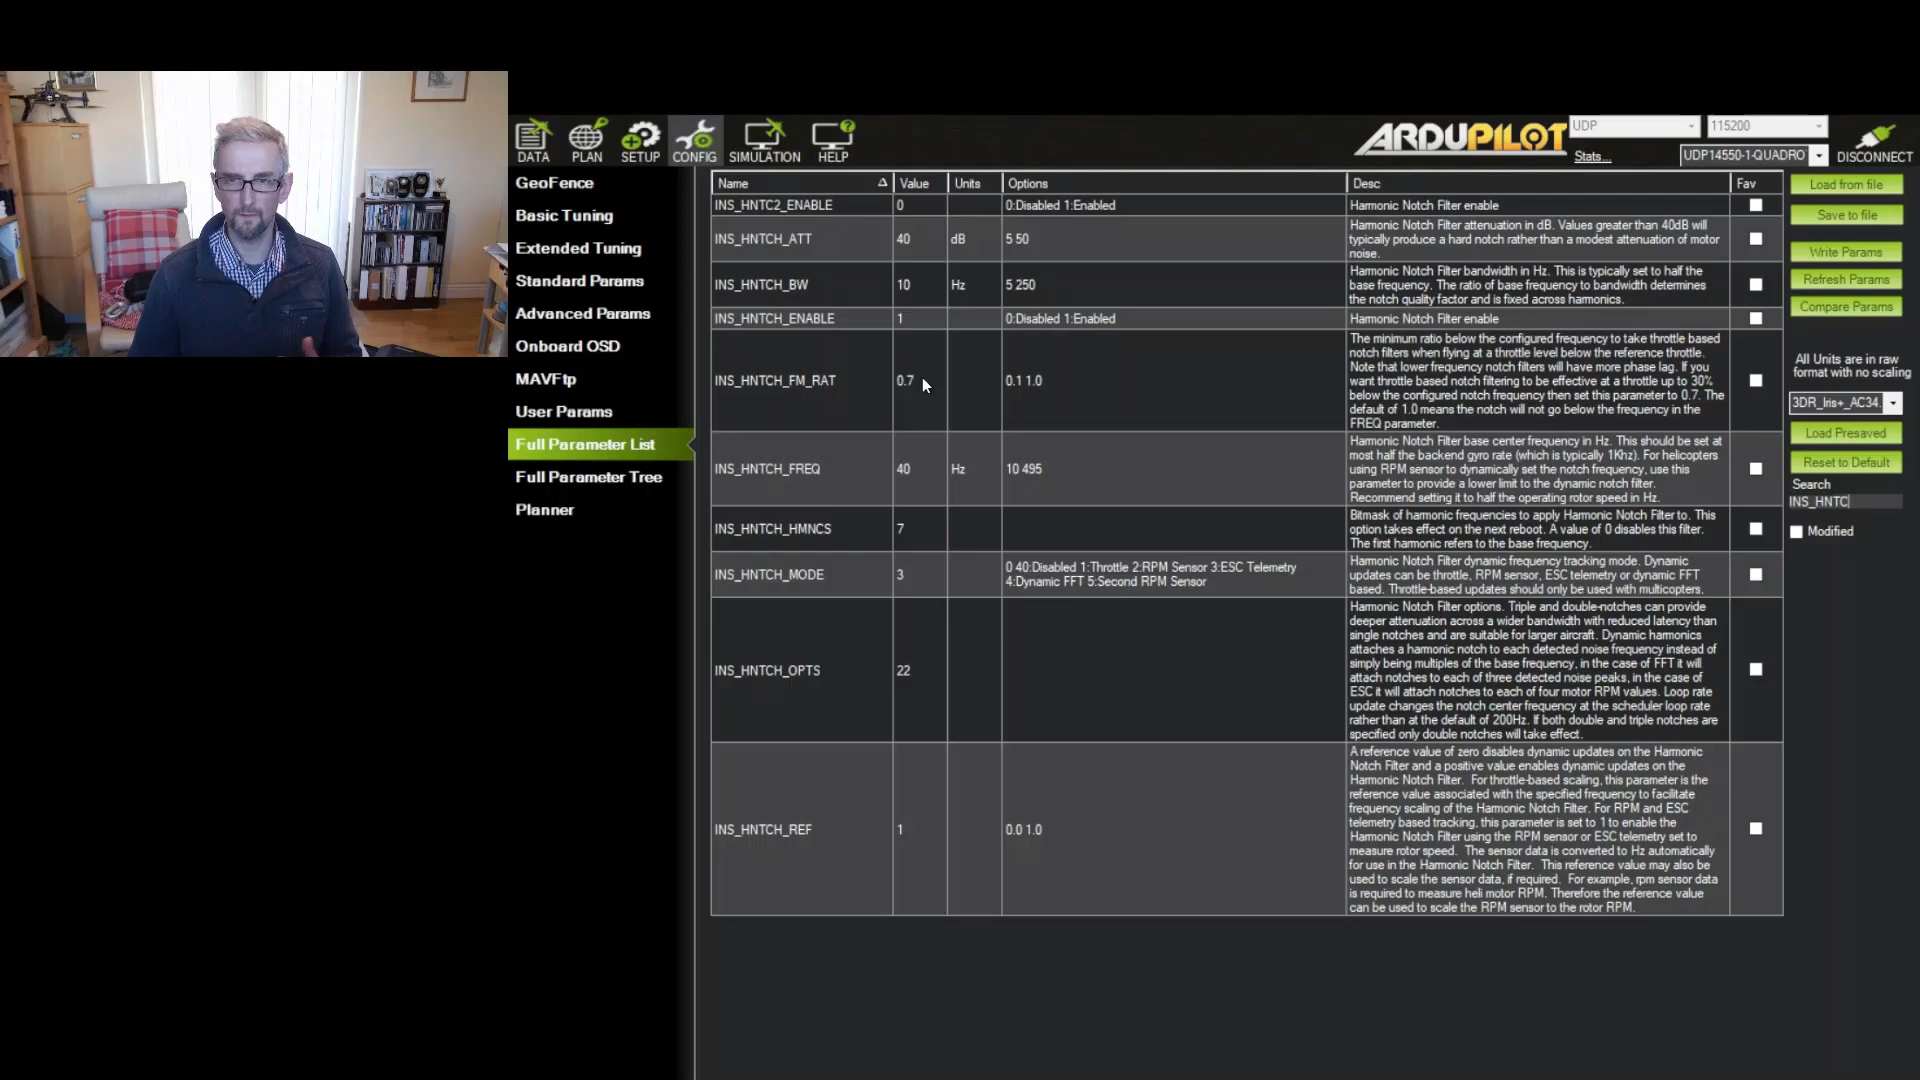 DATA PLAN SETUP CONFIG SIMULATION HELP
ARDUPILOT
UDP 115200
Stats... UDP14550-1-QUADRO DISCONNECT
GeoFence
Basic Tuning
Extended Tuning
Standard Params
Advanced Params
Onboard OSD
MAVFtp
User Params
Full Parameter List
Full Parameter Tree
Planner
Name Value Units Options Desc Fav
INS_HNTC2_ENABLE 0 0:Disabled 1:Enabled Harmonic Notch Filter enable
INS_HNTCH_ATT 40 dB 5 50
Harmonic Notch Filter attenuation in dB. Values greater than 40dB will
typically produce a hard notch rather than a modest attenuation of motor
noise.
INS_HNTCH_BW 10 Hz 5 250
Harmonic Notch Filter bandwidth in Hz. This is typically set to half the
base frequency. The ratio of base frequency to bandwidth determines
the notch quality factor and is fixed across harmonics.
INS_HNTCH_ENABLE 1 0:Disabled 1:Enabled Harmonic Notch Filter enable
INS_HNTCH_FM_RAT 0.7 0.1 1.0
The minimum ratio below the configured frequency to take throttle based
notch filters when flying at a throttle level below the reference throttle.
Note that lower frequency notch filters will have more phase lag. If you
want throttle based notch filtering to be effective at a throttle up to 30%
below the configured notch frequency then set this parameter to 0.7. The
default of 1.0 means the notch will not go below the frequency in the
FREQ parameter.
INS_HNTCH_FREQ 40 Hz 10 495
Harmonic Notch Filter base center frequency in Hz. This should be set at
most half the backend gyro rate (which is typically 1Khz). For helicopters
using RPM sensor to dynamically set the notch frequency, use this
parameter to provide a lower limit to the dynamic notch filter.
Recommend setting it to half the operating rotor speed in Hz.
INS_HNTCH_HMNCS 7
Bitmask of harmonic frequencies to apply Harmonic Notch Filter to. This
option takes effect on the next reboot. A value of 0 disables this filter.
The first harmonic refers to the base frequency.
INS_HNTCH_MODE 3
0 40:Disabled 1:Throttle 2:RPM Sensor 3:ESC Telemetry
4:Dynamic FFT 5:Second RPM Sensor
Harmonic Notch Filter dynamic frequency tracking mode. Dynamic
updates can be throttle, RPM sensor, ESC telemetry or dynamic FFT
based. Throttle-based updates should only be used with multicopters.
INS_HNTCH_OPTS 22
Harmonic Notch Filter options. Triple and double-notches can provide
deeper attenuation across a wider bandwidth with reduced latency than
single notches and are suitable for larger aircraft. Dynamic harmonics
attaches a harmonic notch to each detected noise frequency instead of
simply being multiples of the base frequency, in the case of FFT it will
attach notches to each of three detected noise peaks, in the case of
ESC it will attach notches to each of four motor RPM values. Loop rate
update changes the notch center frequency at the scheduler loop rate
rather than at the default of 200Hz. If both double and triple notches are
specified only double notches will take effect.
INS_HNTCH_REF 1 0.0 1.0
A reference value of zero disables dynamic updates on the Harmonic
Notch Filter and a positive value enables dynamic updates on the
Harmonic Notch Filter. For throttle-based scaling, this parameter is the
reference value associated with the specified frequency to facilitate
frequency scaling of the Harmonic Notch Filter. For RPM and ESC
telemetry based tracking, this parameter is set to 1 to enable the
Harmonic Notch Filter using the RPM sensor or ESC telemetry set to
measure rotor speed. The sensor data is converted to Hz automatically
for use in the Harmonic Notch Filter. This reference value may also be
used to scale the sensor data, if required. For example, rpm sensor data
is required to measure heli motor RPM. Therefore the reference value
can be used to scale the RPM sensor to the rotor RPM.
Load from file
Save to file
Write Params
Refresh Params
Compare Params
All Units are in raw
format with no scaling
3DR_Iris+_AC34.
Load Presaved
Reset to Default
Search
INS_HNTC
Modified